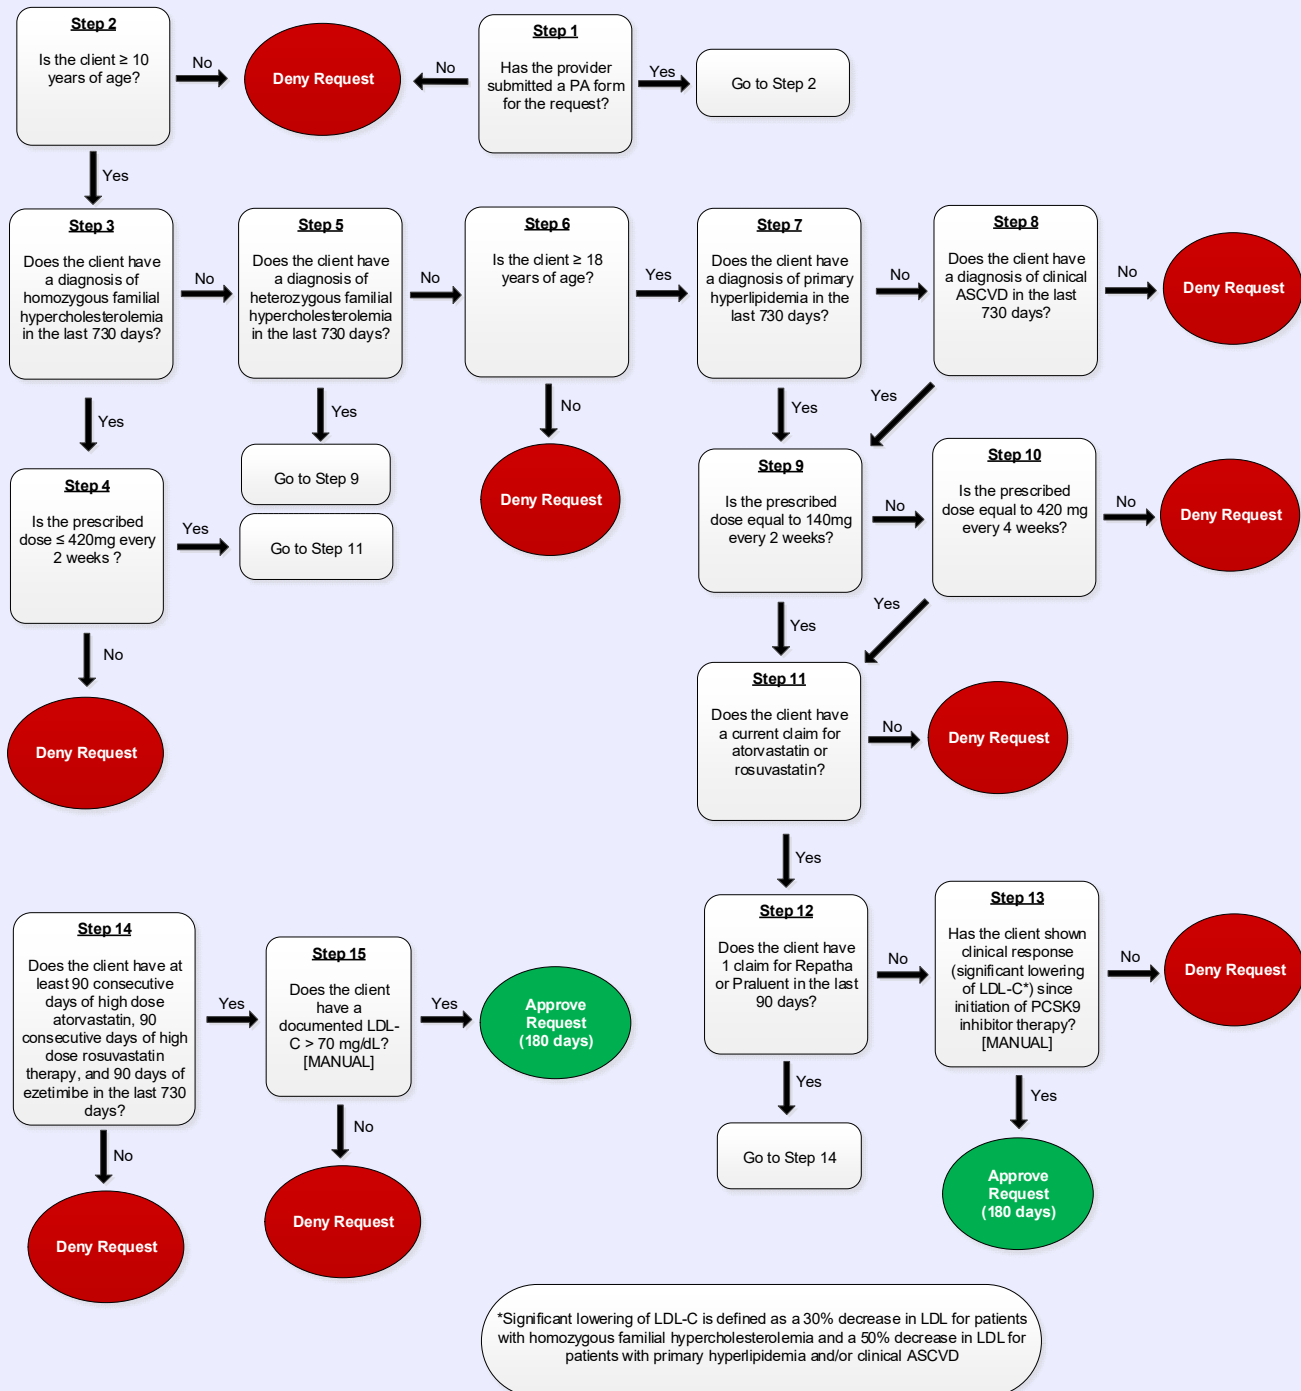 Step 2
Is the client ≥ 10
years of age?
No
Deny Request
No
Step 1
Has the provider
submitted a PA form
for the request?
Yes
Go to Step 2
Yes
Step 3
Does the client have
a diagnosis of
homozygous familial
hypercholesterolemia
in the last 730 days?
No
Step 5
Does the client have
a diagnosis of
heterozygous familial
hypercholesterolemia
in the last 730 days?
No
Step 6
Is the client ≥ 18
years of age?
Yes
Step 7
Does the client have
a diagnosis of primary
hyperlipidemia in the
last 730 days?
No
Step 8
Does the client have
a diagnosis of clinical
ASCVD in the last
730 days?
No
Deny Request
Yes
Yes
No
Yes
Yes
Go to Step 9
Deny Request
Step 4
Is the prescribed
dose ≤ 420mg every
2 weeks ?
Yes
Go to Step 11
Step 9
Is the prescribed
dose equal to 140mg
every 2 weeks?
No
Step 10
Is the prescribed
dose equal to 420 mg
every 4 weeks?
No
Deny Request
No
Yes
Yes
Deny Request
Step 11
Does the client have
a current claim for
atorvastatin or
rosuvastatin?
No
Deny Request
Yes
Step 14
Does the client have at
least 90 consecutive
days of high dose
atorvastatin, 90
consecutive days of high
dose rosuvastatin
therapy, and 90 days of
ezetimibe in the last 730
days?
Yes
Step 15
Does the client
have a
documented LDL-
C > 70 mg/dL?
[MANUAL]
Yes
Approve
Request
(180 days)
Step 12
Does the client have
1 claim for Repatha
or Praluent in the last
90 days?
No
Step 13
Has the client shown
clinical response
(significant lowering
of LDL-C*) since
initiation of PCSK9
inhibitor therapy?
[MANUAL]
No
Deny Request
No
No
Yes
Yes
Deny Request
Deny Request
Go to Step 14
Approve
Request
(180 days)
*Significant lowering of LDL-C is defined as a 30% decrease in LDL for patients
with homozygous familial hypercholesterolemia and a 50% decrease in LDL for
patients with primary hyperlipidemia and/or clinical ASCVD